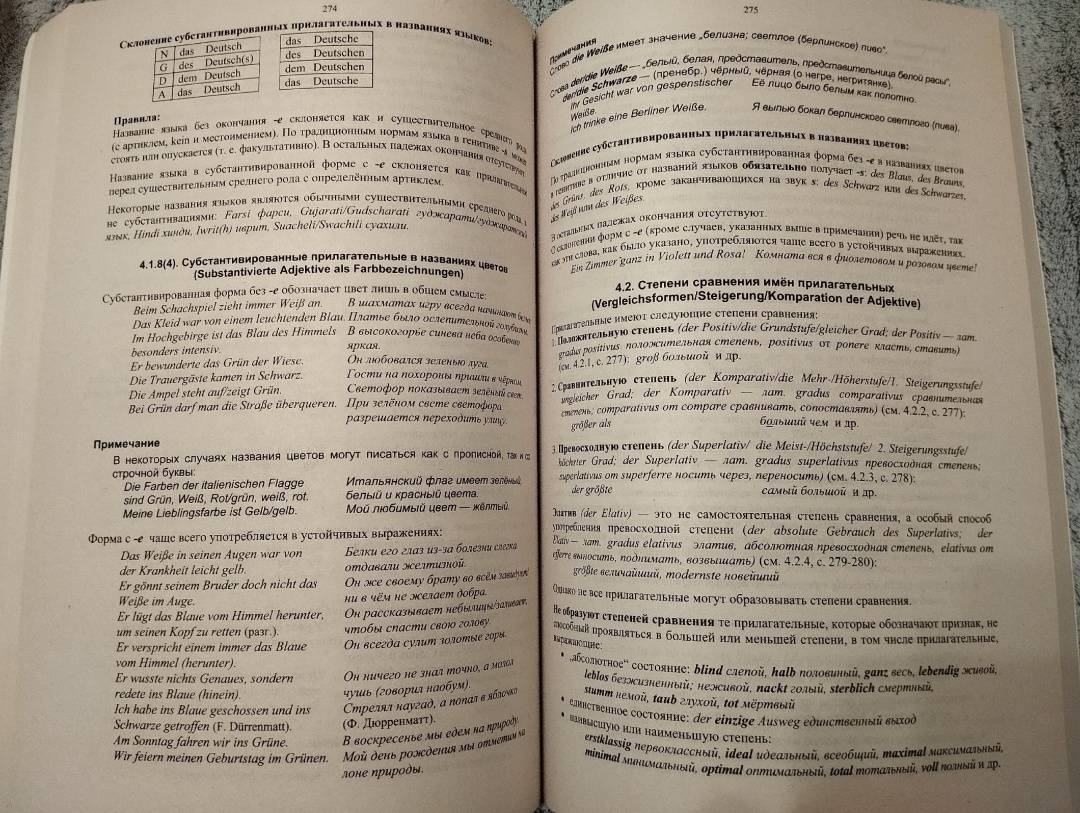 274
Склонение субстантивированных прилагательных в названиях языков:
N das Deutsch das Deutsche
G des Deutsch(s) des Deutschen
D dem Deutsch dem Deutschen
A das Deutsch das Deutsche
Правила:
Название языка без окончания -е склоняется как и существительное среднего рода
(с артиклем, kein и местоимением). По традиционным нормам языка в генитиве -s может
стоять или опускается (т. е. факультативно). В остальных падежах окончания отсутствуют.
Название языка в субстантивированной форме с -е склоняется как прилагательное
перед существительным среднего рода с определённым артиклем.
Некоторые названия языков являются обычными существительными среднего рода, а
не субстантивациями: Farsi фарси, Gujarati/Gudscharati гуджарати/гуджаратский
язык, Hindi хинди, Iwrit(h) иврит, Suacheli/Swachili суахили.
4.1.8(4). Субстантивированные прилагательные в названиях цветов
(Substantivierte Adjektive als Farbbezeichnungen)
Субстантивированная форма без -е обозначает цвет лишь в общем смысле:
Beim Schachspiel zieht immer Weiß an. В шахматах игру всегда начинают белые.
Das Kleid war von einem leuchtenden Blau. Платье было ослепительной голубизны.
Im Hochgebirge ist das Blau des Himmels В высокогорье синева неба особенно
besonders intensiv. яркая.
Er bewunderte das Grün der Wiese. Он любовался зеленью луга.
Die Trauergäste kamen in Schwarz. Гости на похороны пришли в чёрном.
Die Ampel steht auf/zeigt Grün. Светофор показывает зелёный свет.
Bei Grün darf man die Straße überqueren. При зелёном свете светофора
разрешается переходить улицу.
Примечание
В некоторых случаях названия цветов могут писаться как с прописной, так и со
строчной буквы:
Die Farben der italienischen Flagge Итальянский флаг имеет зелёный,
sind Grün, Weiß, Rot/grün, weiß, rot. белый и красный цвета.
Meine Lieblingsfarbe ist Gelb/gelb. Мой любимый цвет — жёлтый.
Форма с -е чаще всего употребляется в устойчивых выражениях:
Das Weiße in seinen Augen war von Белки его глаз из-за болезни слегка
der Krankheit leicht gelb. отдавали желтизной.
Er gönnt seinem Bruder doch nicht das Он же своему брату во всём завидует/
Weiße im Auge. ни в чём не желает добра.
Er lügt das Blaue vom Himmel herunter, Он рассказывает небылицы/заливает,
um seinen Kopf zu retten (разг.). чтобы спасти свою голову.
Er verspricht einem immer das Blaue Он всегда сулит золотые горы.
vom Himmel (herunter).
Er wusste nichts Genaues, sondern Он ничего не знал точно, а молол
redete ins Blaue (hinein). чушь (говорил наобум).
Ich habe ins Blaue geschossen und ins Стрелял наугад, а попал в яблочко
Schwarze getroffen (F. Dürrenmatt). (Ф. Дюрренматт).
Am Sonntag fahren wir ins Grüne. В воскресенье мы едем на природу.
Wir feiern meinen Geburtstag im Grünen. Мой день рождения мы отметим на
лоне природы.
275
Примечания
Слово die Weiße имеет значение „белизна; светлое (берлинское) пиво“.
Слова der/die Weiße — „белый, белая, представитель, представительница белой расы“,
der/die Schwarze — (пренебр.) чёрный, чёрная (о негре, негритянке).
Ihr Gesicht war von gespenstischer Её лицо было белым как полотно.
Weiße.
Ich trinke eine Berliner Weiße. Я выпью бокал берлинского светлого (пива).
Склонение субстантивированных прилагательных в названиях цветов:
По традиционным нормам языка субстантивированная форма без -е в названиях цветов
в генитиве в отличие от названий языков обязательно получает -s: des Blaus, des Brauns,
des Grüns, des Rots, кроме заканчивающихся на звук s: des Schwarz или des Schwarzes,
des Weiß или des Weißes.
В остальных падежах окончания отсутствуют.
О склонении форм с -е (кроме случаев, указанных выше в примечании) речь не идёт, так
как эти слова, как было указано, употребляются чаще всего в устойчивых выражениях.
Ein Zimmer ganz in Violett und Rosa! Комната вся в фиолетовом и розовом цвете!
4.2. Степени сравнения имён прилагательных
(Vergleichsformen/Steigerung/Komparation der Adjektive)
Прилагательные имеют следующие степени сравнения:
1. Положительную степень (der Positiv/die Grundstufe/gleicher Grad; der Positiv — лат.
gradus positivus положительная степень, positivus от ponere класть, ставить)
(см. 4.2.1, с. 277): groß большой и др.
2. Сравнительную степень (der Komparativ/die Mehr-/Höherstufe/1. Steigerungsstufe/
ungleicher Grad; der Komparativ — лат. gradus comparativus сравнительная
степень; comparativus от compare сравнивать, сопоставлять) (см. 4.2.2, с. 277):
größer als больший чем и др.
3. Превосходную степень (der Superlativ/ die Meist-/Höchststufe/ 2. Steigerungsstufe/
höchster Grad; der Superlativ — лат. gradus superlativus превосходная степень;
superlativus от superferre носить через, переносить) (см. 4.2.3, с. 278):
der größte самый большой и др.
Элатив (der Elativ) — это не самостоятельная степень сравнения, а особый способ
употребления превосходной степени (der absolute Gebrauch des Superlativs; der
Elativ — лат. gradus elativus элатив, абсолютная превосходная степень, elativus от
efferre выносить, поднимать, возвышать) (см. 4.2.4, с. 279-280):
größte величайший, modernste новейший
Однако не все прилагательные могут образовывать степени сравнения.
Не образуют степеней сравнения те прилагательные, которые обозначают признак, не
способный проявляться в большей или меньшей степени, в том числе прилагательные,
выражающие:
• „абсолютное“ состояние: blind слепой, halb половинный, ganz весь, lebendig живой,
leblos безжизненный; неживой, nackt голый, sterblich смертный,
stumm немой, taub глухой, tot мёртвый
• единственное состояние: der einzige Ausweg единственный выход
• наивысшую или наименьшую степень:
erstklassig первоклассный, ideal идеальный, всеобщий, maximal максимальный,
minimal минимальный, optimal оптимальный, total тотальный, voll полный и др.